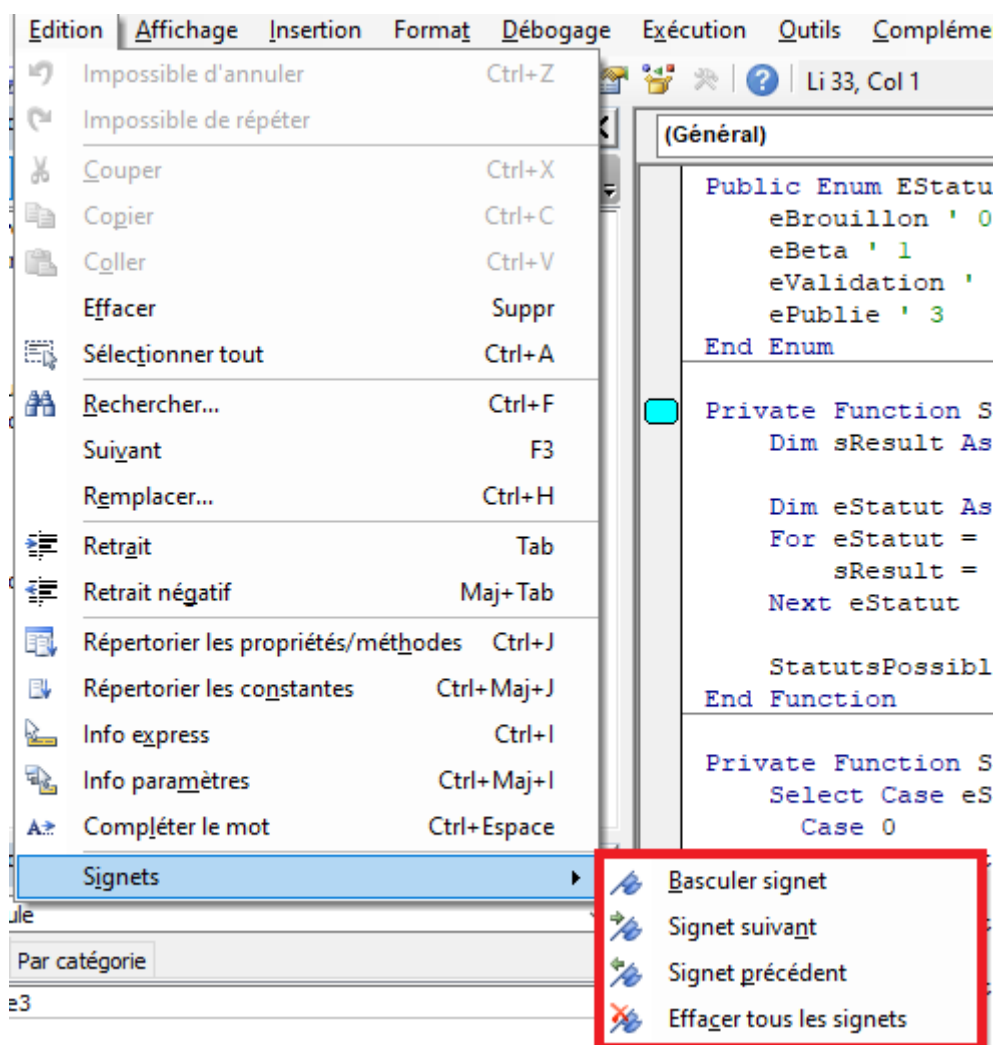 Edition Affichage Insertion Format Débogage Exécution Outils
Impossible d'annuler Ctrl+Z
Li 33, Col 1
Impossible de répéter
(Général)
Couper Ctrl+X
Copier Ctrl+C
Coller Ctrl+V
Effacer Suppr
Sélectionner tout Ctrl+A
Rechercher... Ctrl+F
Suivant F3
Remplacer... Ctrl+H
Retrait Tab
Retrait négatif Maj+Tab
Répertorier les propriétés/méthodes Ctrl+J
Répertorier les constantes Ctrl+Maj+J
Info express Ctrl+I
Info paramètres Ctrl+Maj+I
Compléter le mot Ctrl+Espace
Signets
Basculer signet
Signet suivant
Signet précédent
Effacer tous les signets
Par catégorie
Public Enum EStatu
eBrouillon ' 0
eBeta ' 1
eValidation '
ePublie ' 3
End Enum
Private Function S
Dim sResult As
Dim eStatut As
For eStatut =
sResult =
Next eStatut
StatutsPossibl
End Function
Private Function S
Select Case eS
Case 0